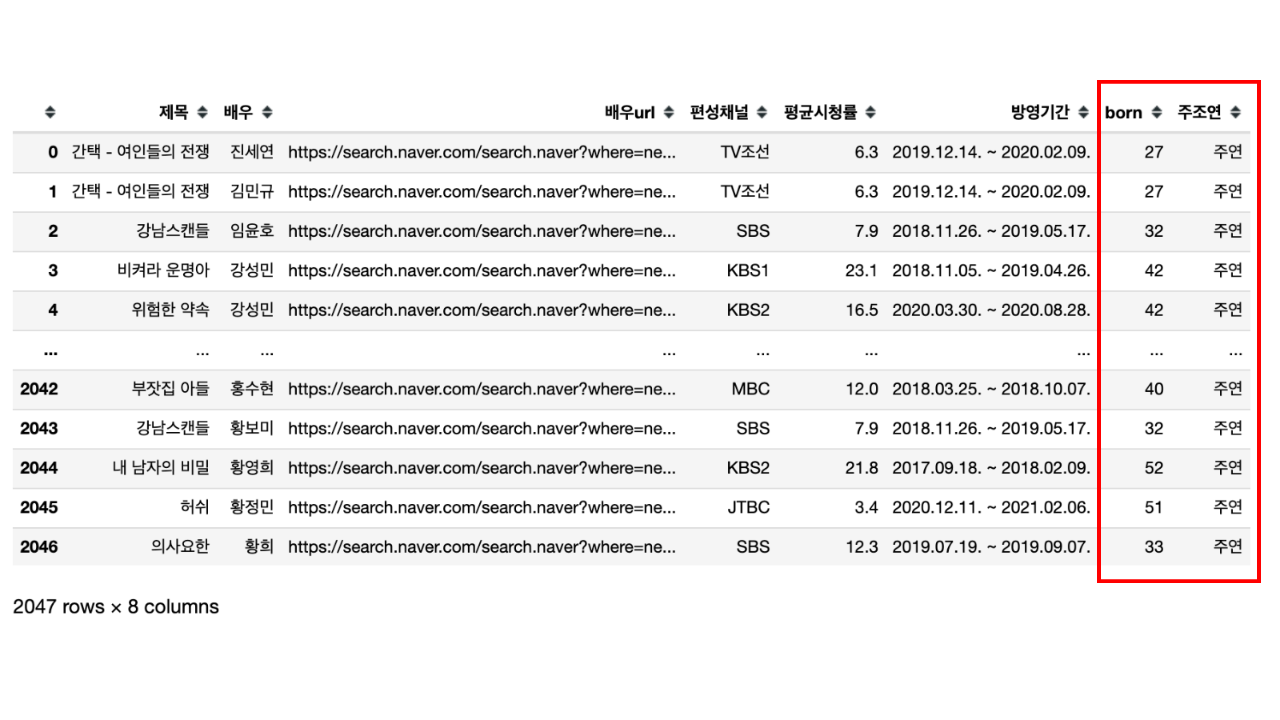 제목 배우 배우url 편성채널 평균시청률 방영기간 born 주조연
0 간택 - 여인들의 전쟁 진세연 https://search.naver.com/search.naver?where=ne... TV조선 6.3 2019.12.14. ~ 2020.02.09. 27 주연
1 간택 - 여인들의 전쟁 김민규 https://search.naver.com/search.naver?where=ne... TV조선 6.3 2019.12.14. ~ 2020.02.09. 27 주연
2 강남스캔들 임윤호 https://search.naver.com/search.naver?where=ne... SBS 7.9 2018.11.26. ~ 2019.05.17. 32 주연
3 비켜라 운명아 강성민 https://search.naver.com/search.naver?where=ne... KBS1 23.1 2018.11.05. ~ 2019.04.26. 42 주연
4 위험한 약속 강성민 https://search.naver.com/search.naver?where=ne... KBS2 16.5 2020.03.30. ~ 2020.08.28. 42 주연
... ... ... ... ... ... ... ... ...
2042 부잣집 아들 홍수현 https://search.naver.com/search.naver?where=ne... MBC 12.0 2018.03.25. ~ 2018.10.07. 40 주연
2043 강남스캔들 황보미 https://search.naver.com/search.naver?where=ne... SBS 7.9 2018.11.26. ~ 2019.05.17. 32 주연
2044 내 남자의 비밀 황영희 https://search.naver.com/search.naver?where=ne... KBS2 21.8 2017.09.18. ~ 2018.02.09. 52 주연
2045 허쉬 황정민 https://search.naver.com/search.naver?where=ne... JTBC 3.4 2020.12.11. ~ 2021.02.06. 51 주연
2046 의사요한 황희 https://search.naver.com/search.naver?where=ne... SBS 12.3 2019.07.19. ~ 2019.09.07. 33 주연
2047 rows × 8 columns